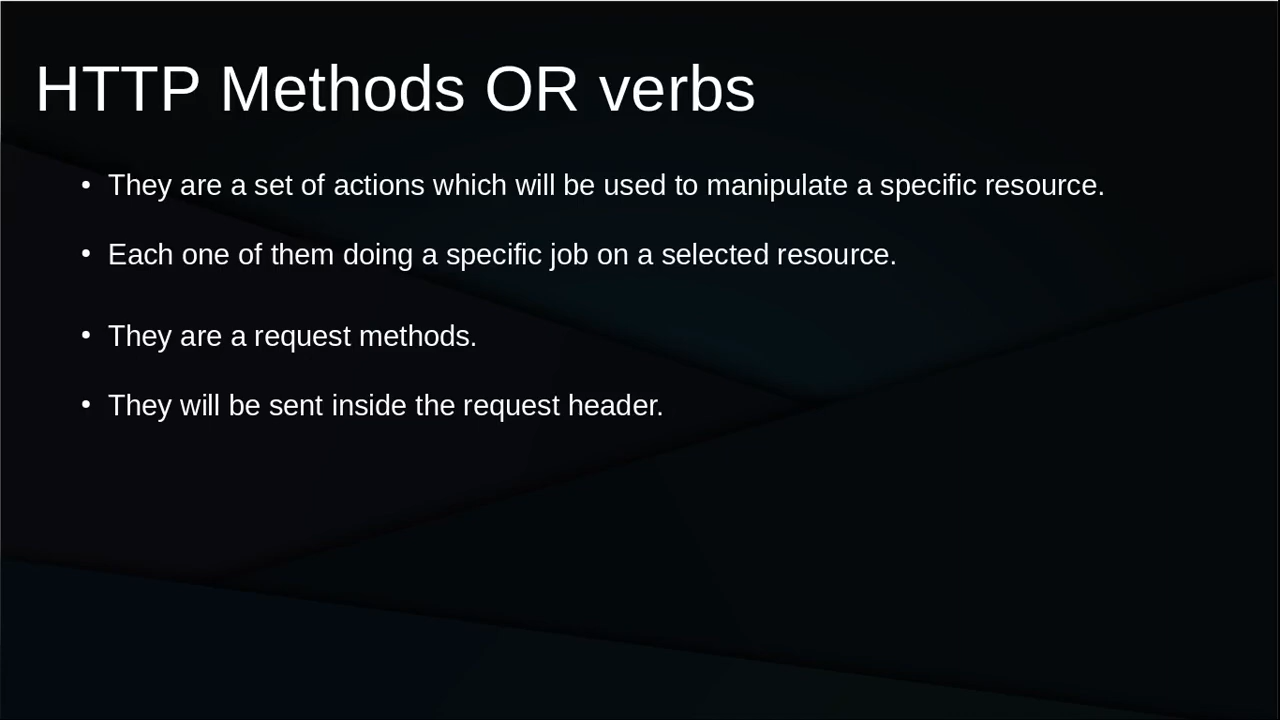 HTTP Methods OR verbs
• They are a set of actions which will be used to manipulate a specific resource.
• Each one of them doing a specific job on a selected resource.
• They are a request methods.
• They will be sent inside the request header.